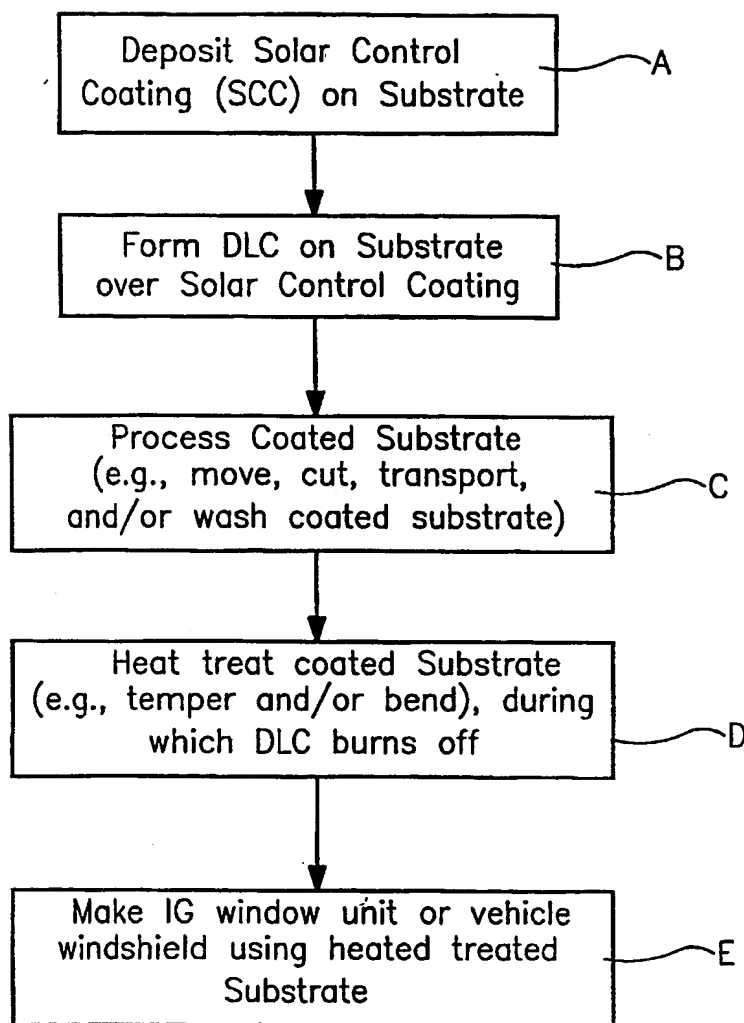 Deposit Solar Control
Coating (SCC) on Substrate
A
Form DLC on Substrate
over Solar Control Coating
B
Process Coated Substrate
(e.g., move, cut, transport,
and/or wash coated substrate)
C
Heat treat coated Substrate
(e.g., temper and/or bend), during
which DLC burns off
D
Make IG window unit or vehicle
windshield using heated treated
Substrate
E